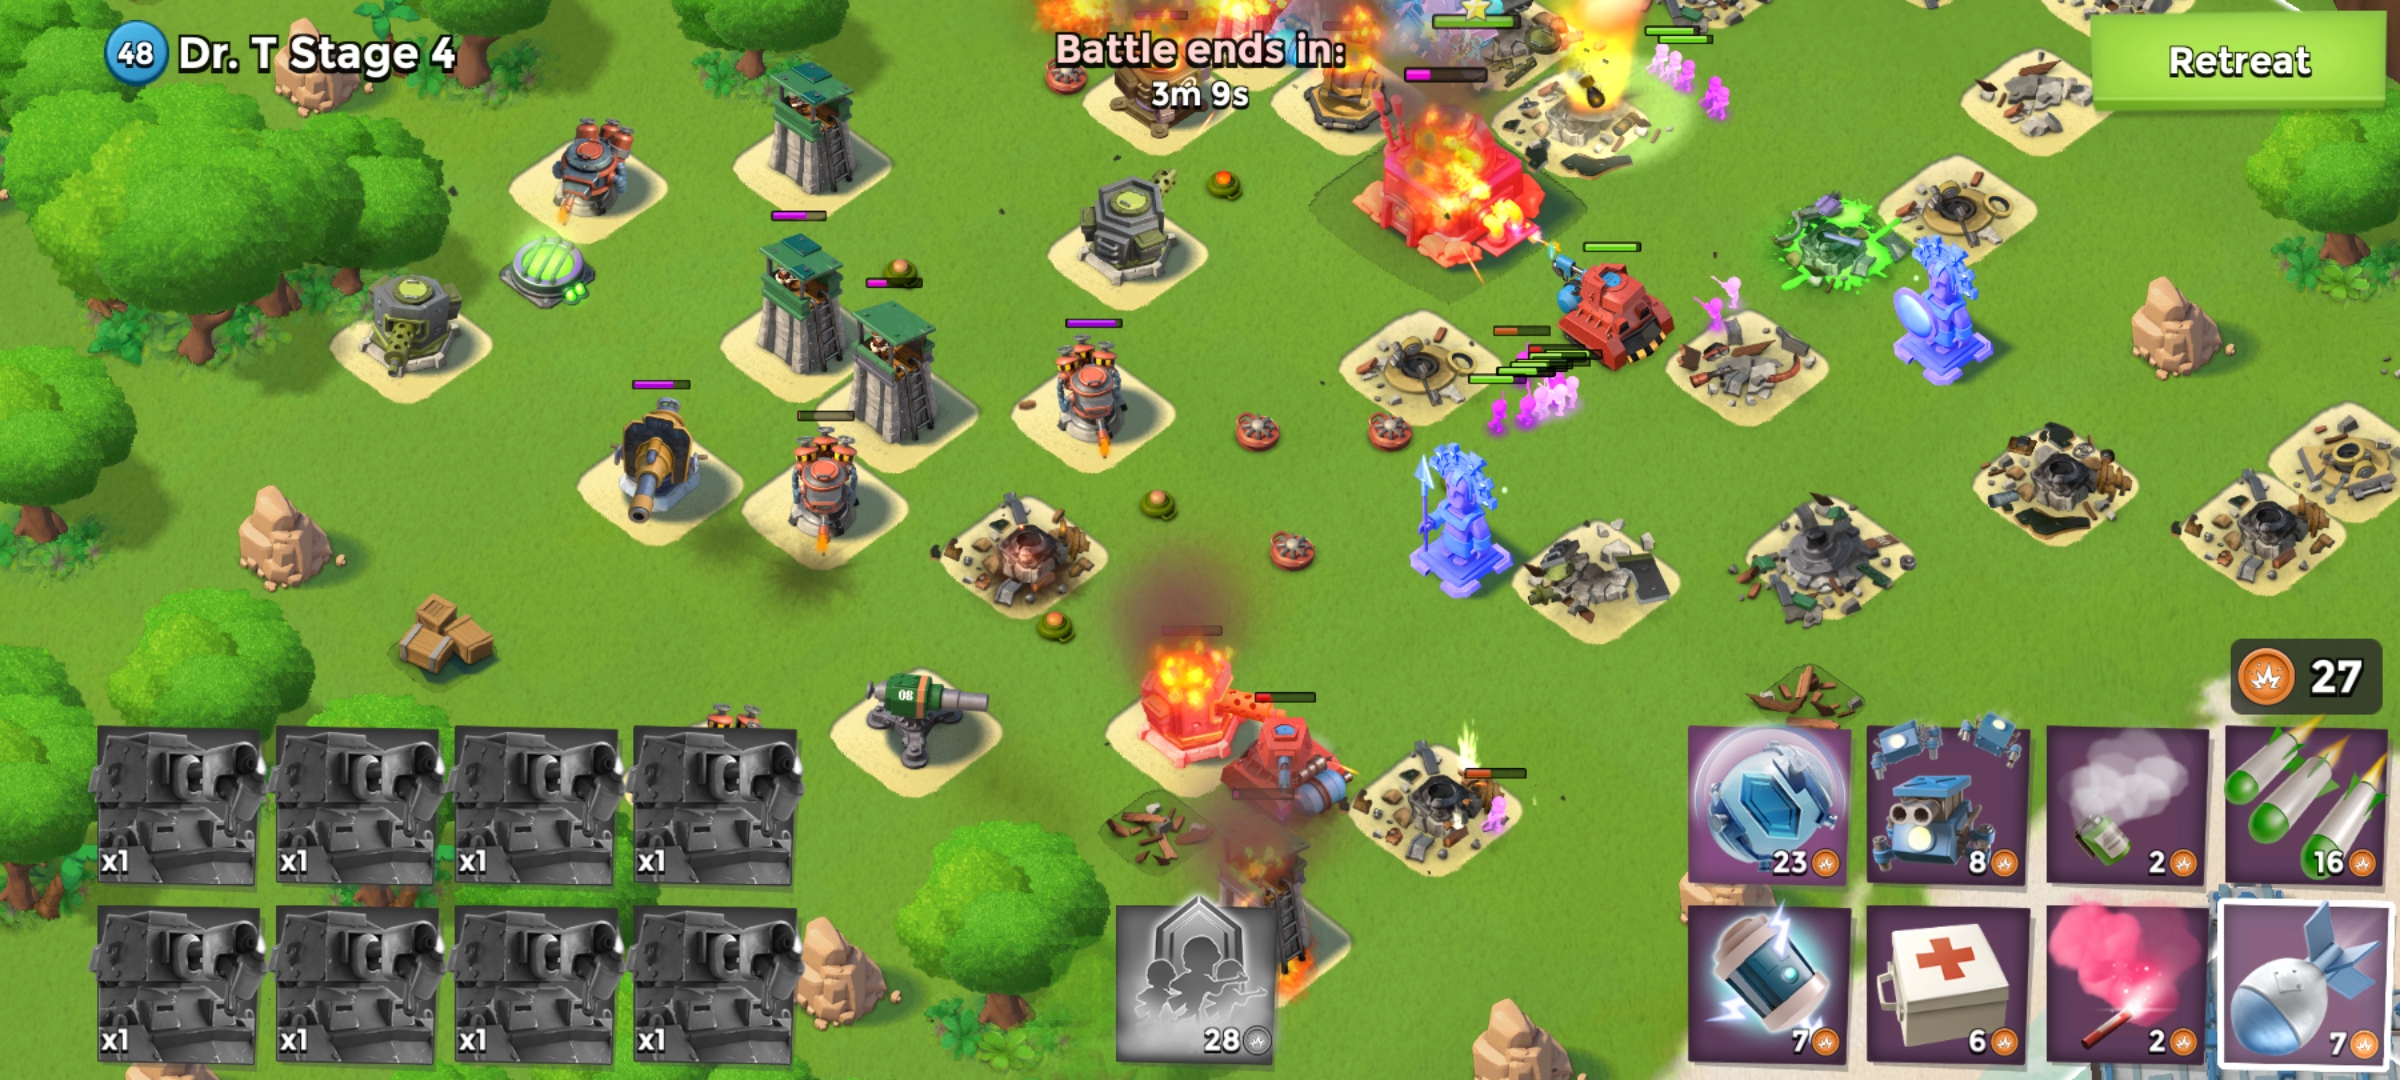 48 Dr. T Stage 4
Battle ends in:
3m 9s
Retreat
08
27
x1 x1 x1 x1
23 8 2 16
x1 x1 x1 x1
28
7 6 2 7